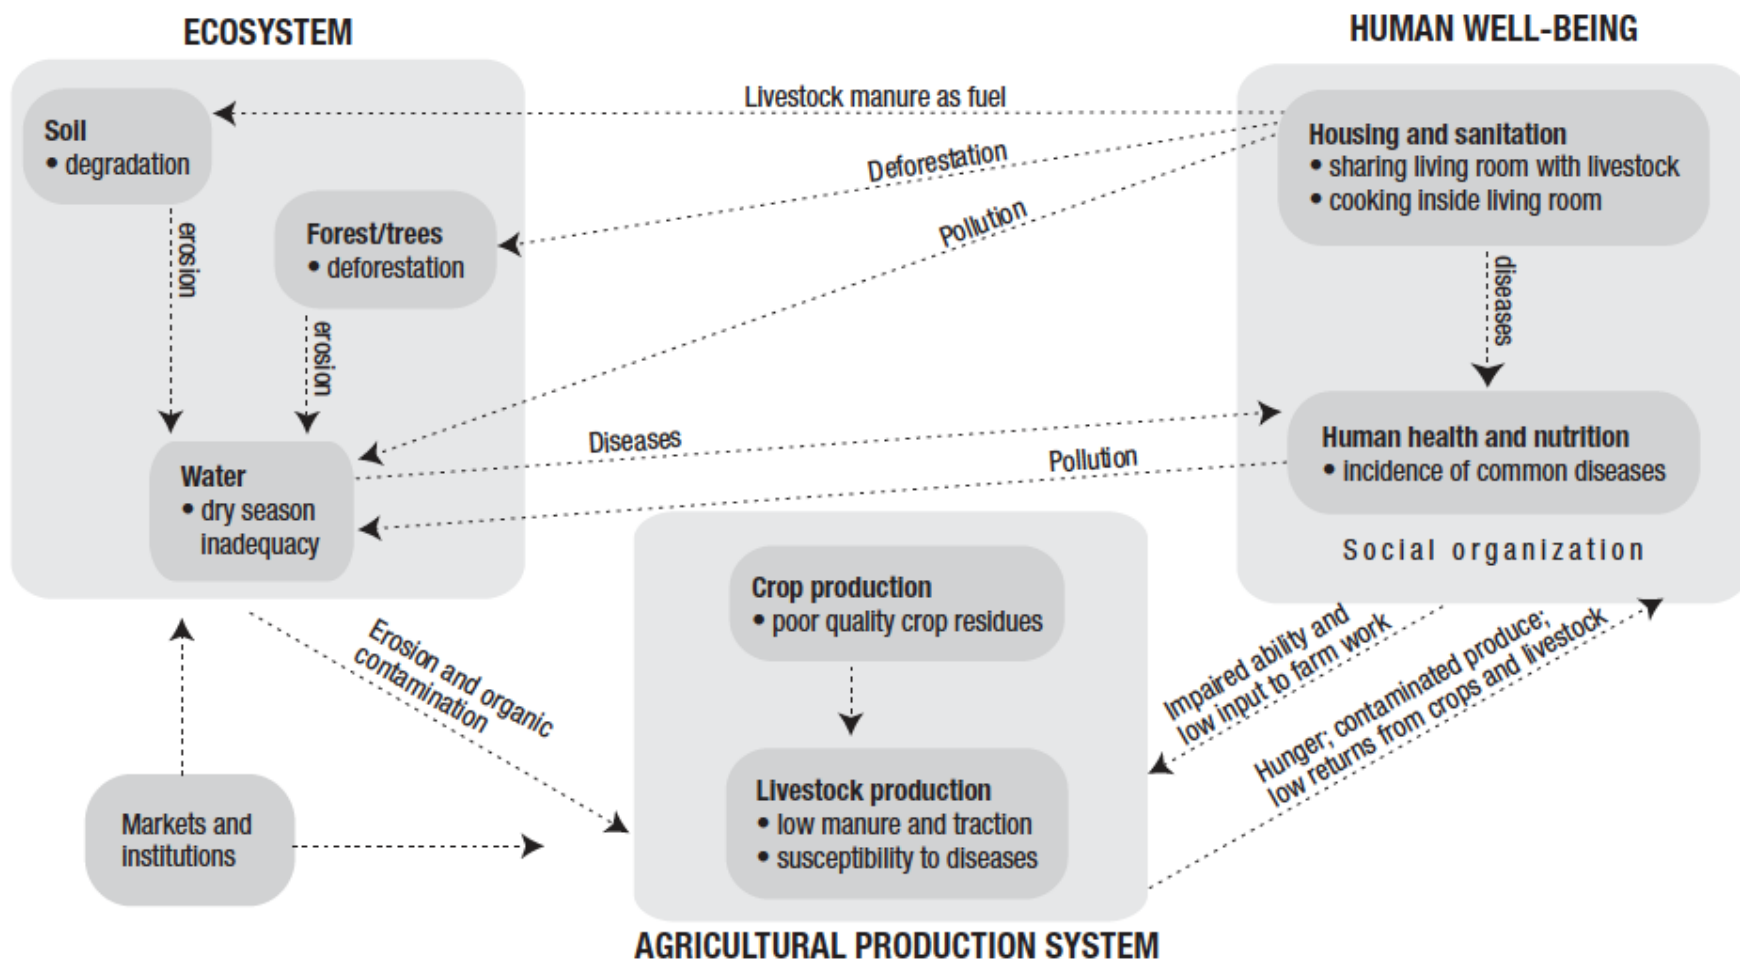 ECOSYSTEM
HUMAN WELL-BEING
Livestock manure as fuel
Soil
• degradation
Deforestation
Housing and sanitation
• sharing living room with livestock
• cooking inside living room
Pollution
erosion
Forest/trees
• deforestation
diseases
erosion
Diseases
Pollution
Human health and nutrition
• incidence of common diseases
Water
• dry season
inadequacy
Social organization
Crop production
• poor quality crop residues
Erosion and organic
contamination
Impaired ability and
low input to farm work
Hunger; contaminated produce;
low returns from crops and livestock
Livestock production
• low manure and traction
• susceptibility to diseases
Markets and
institutions
AGRICULTURAL PRODUCTION SYSTEM